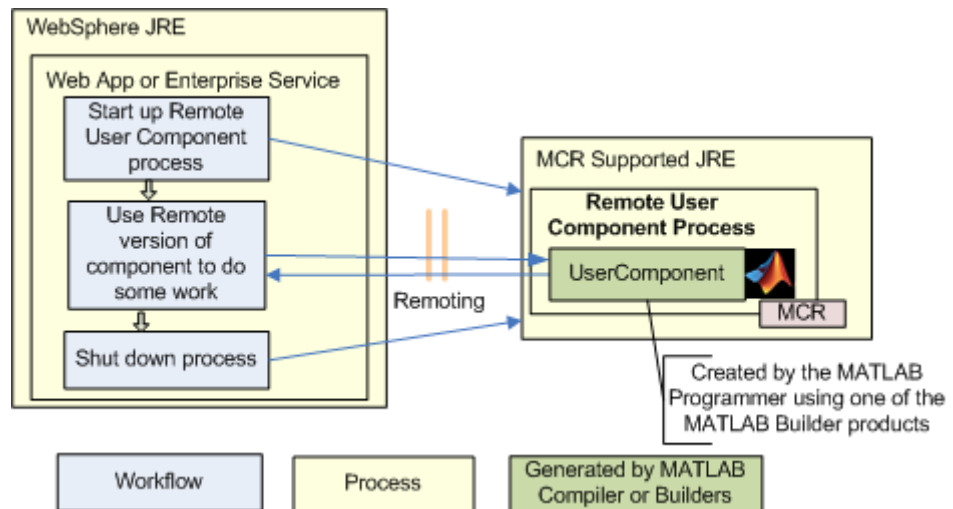 WebSphere JRE
Web App or Enterprise Service
Start up Remote
User Component
process
Use Remote
version of
component to do
some work
Shut down process
Remoting
MCR Supported JRE
Remote User
Component Process
UserComponent
MCR
Created by the MATLAB
Programmer using one of the
MATLAB Builder products
Workflow
Process
Generated by MATLAB
Compiler or Builders